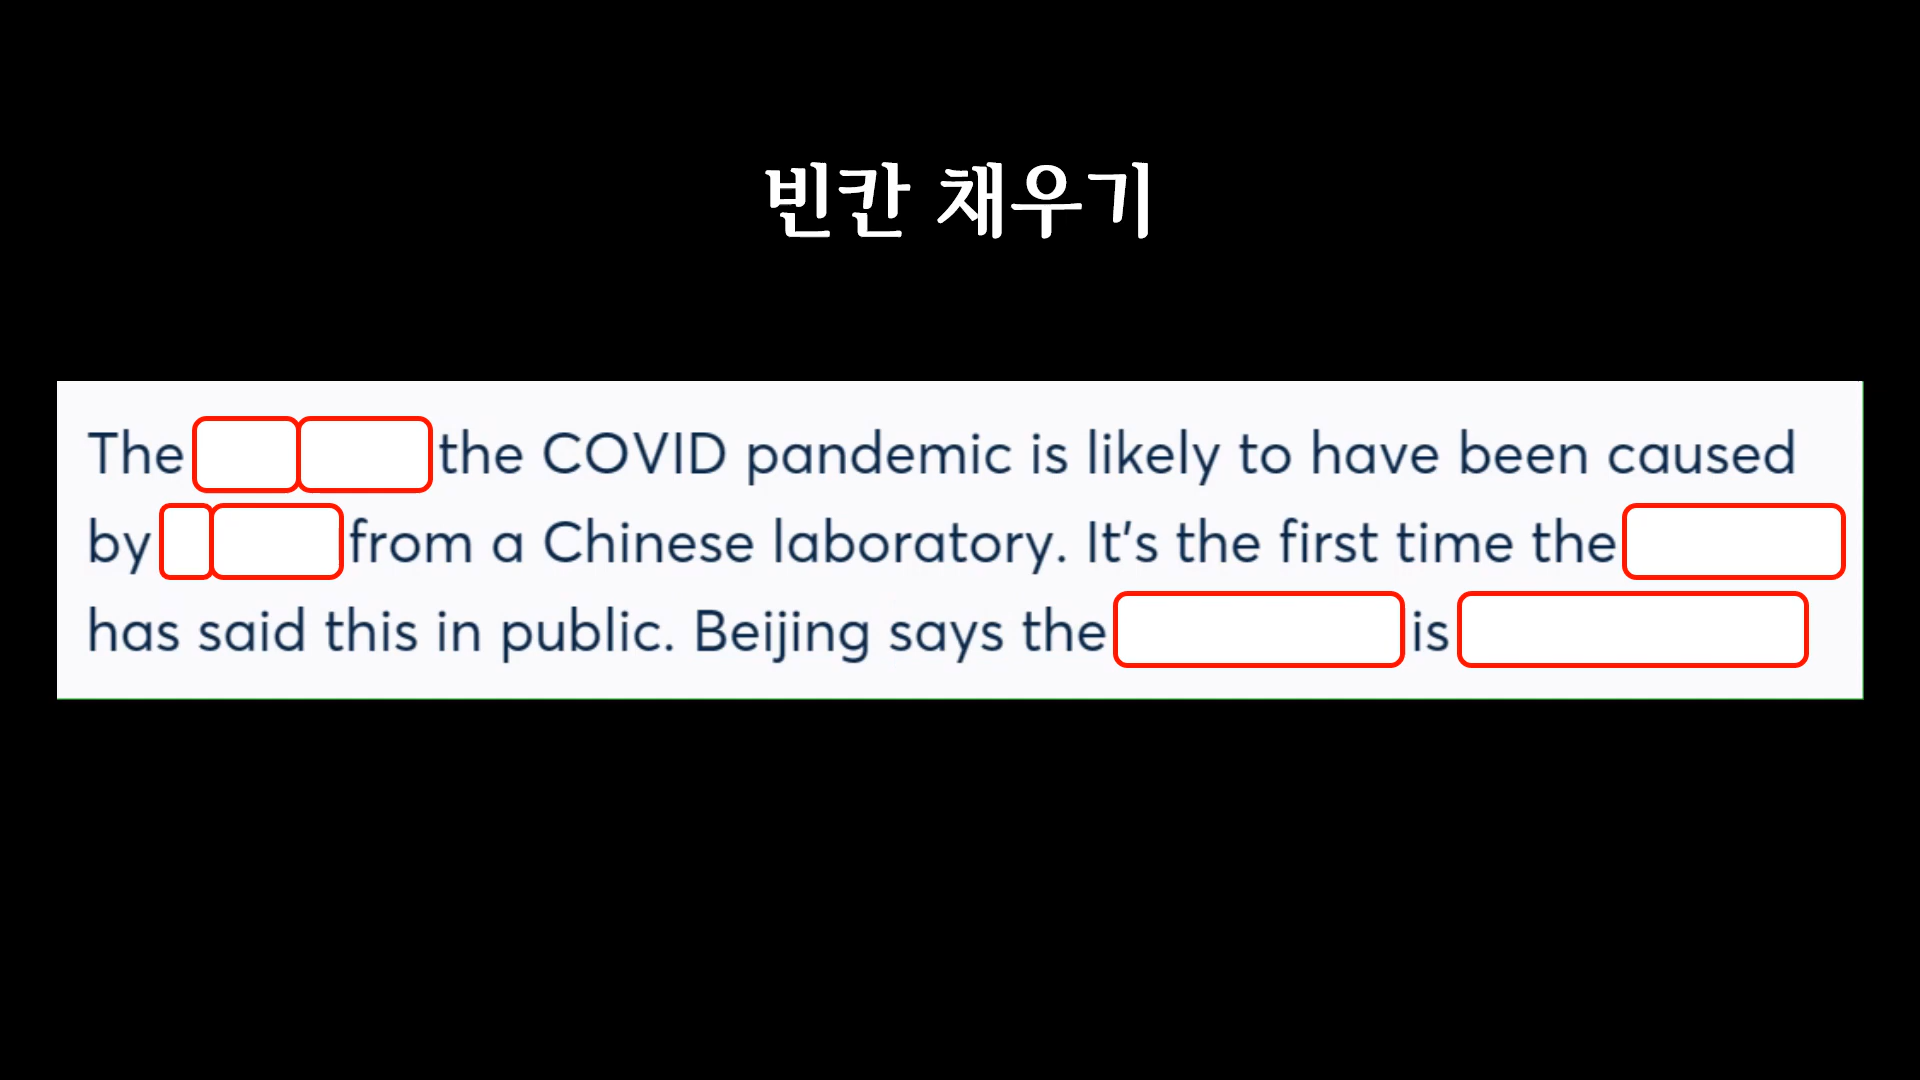 빈칸 채우기
The the COVID pandemic is likely to have been caused
by from a Chinese laboratory. It's the first time the
has said this in public. Beijing says the is